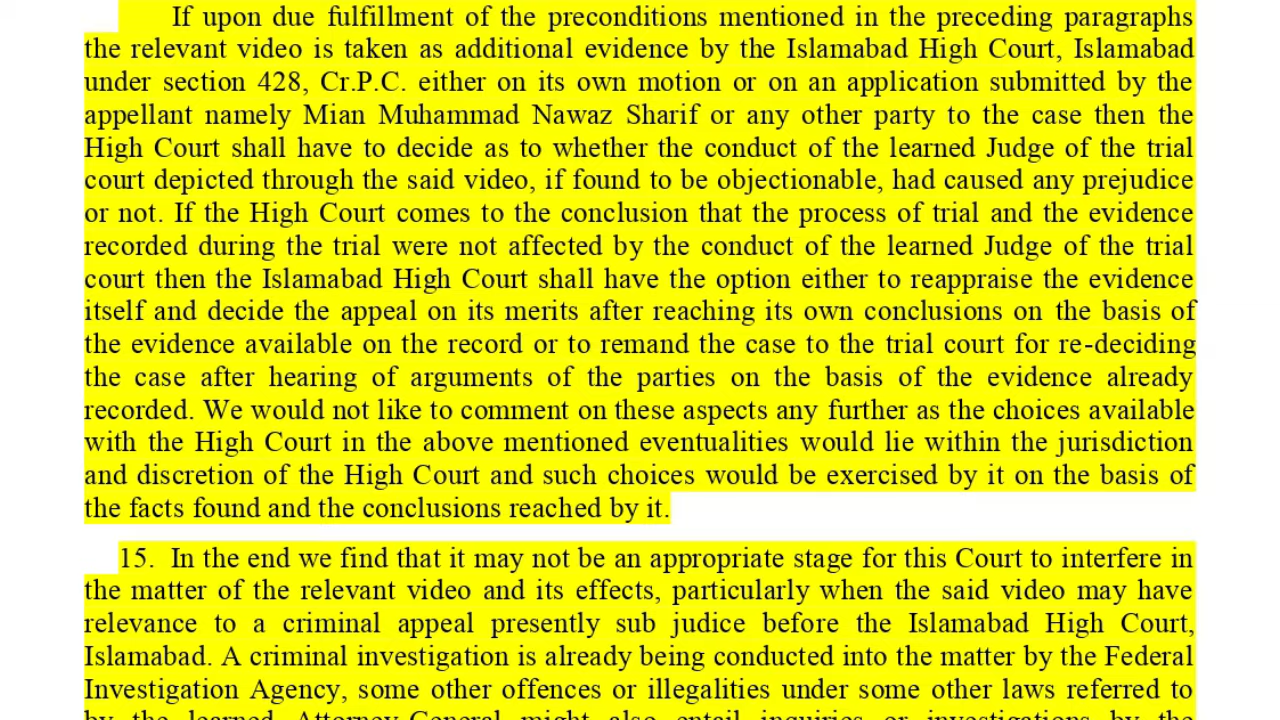 If upon due fulfillment of the preconditions mentioned in the preceding paragraphs
the relevant video is taken as additional evidence by the Islamabad High Court, Islamabad
under section 428, Cr.P.C. either on its own motion or on an application submitted by the
appellant namely Mian Muhammad Nawaz Sharif or any other party to the case then the
High Court shall have to decide as to whether the conduct of the learned Judge of the trial
court depicted through the said video, if found to be objectionable, had caused any prejudice
or not. If the High Court comes to the conclusion that the process of trial and the evidence
recorded during the trial were not affected by the conduct of the learned Judge of the trial
court then the Islamabad High Court shall have the option either to reappraise the evidence
itself and decide the appeal on its merits after reaching its own conclusions on the basis of
the evidence available on the record or to remand the case to the trial court for re-deciding
the case after hearing of arguments of the parties on the basis of the evidence already
recorded. We would not like to comment on these aspects any further as the choices available
with the High Court in the above mentioned eventualities would lie within the jurisdiction
and discretion of the High Court and such choices would be exercised by it on the basis of
the facts found and the conclusions reached by it.
15. In the end we find that it may not be an appropriate stage for this Court to interfere in
the matter of the relevant video and its effects, particularly when the said video may have
relevance to a criminal appeal presently sub judice before the Islamabad High Court,
Islamabad. A criminal investigation is already being conducted into the matter by the Federal
Investigation Agency, some other offences or illegalities under some other laws referred to
by the learned Attorney-General might also entail inquiries or investigations by the